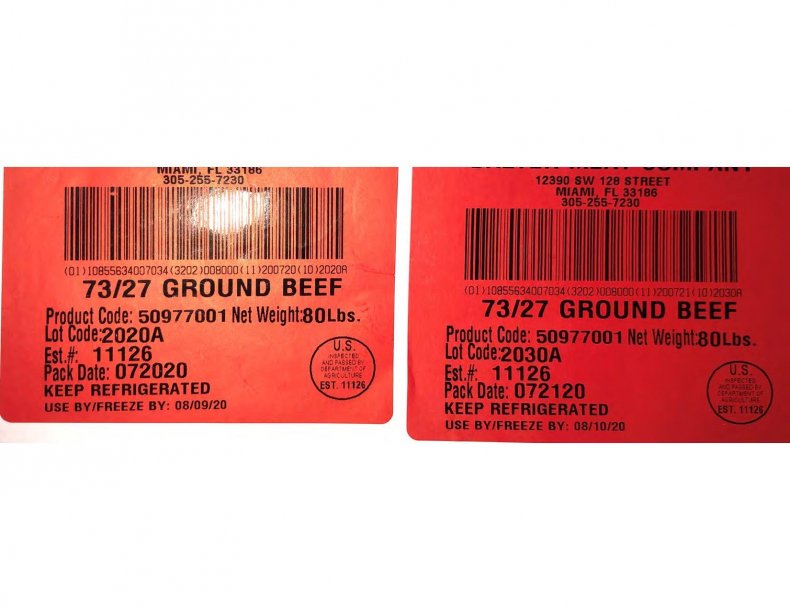 MIAMI, FL 33186
305-255-7230
(01)10855634007034(3202)008000(11)200720(10)2020A
73/27 GROUND BEEF
Product Code: 50977001 Net Weight:80Lbs.
Lot Code:2020A
Est.#: 11126
Pack Date: 072020
KEEP REFRIGERATED
USE BY/FREEZE BY: 08/09/20
U.S.
INSPECTED
AND PASSED BY
DEPARTMENT OF
AGRICULTURE
EST. 11126
MEAT COMPANY
12390 SW 128 STREET
MIAMI, FL 33186
305-255-7230
(01)10855634007034(3202)008000(11)200721(10)2030A
73/27 GROUND BEEF
Product Code: 50977001 Net Weight:80Lbs.
Lot Code:2030A
Est.#: 11126
Pack Date: 072120
KEEP REFRIGERATED
USE BY/FREEZE BY: 08/10/20
U.S.
INSPECTED
AND PASSED BY
DEPARTMENT OF
AGRICULTURE
EST. 11126